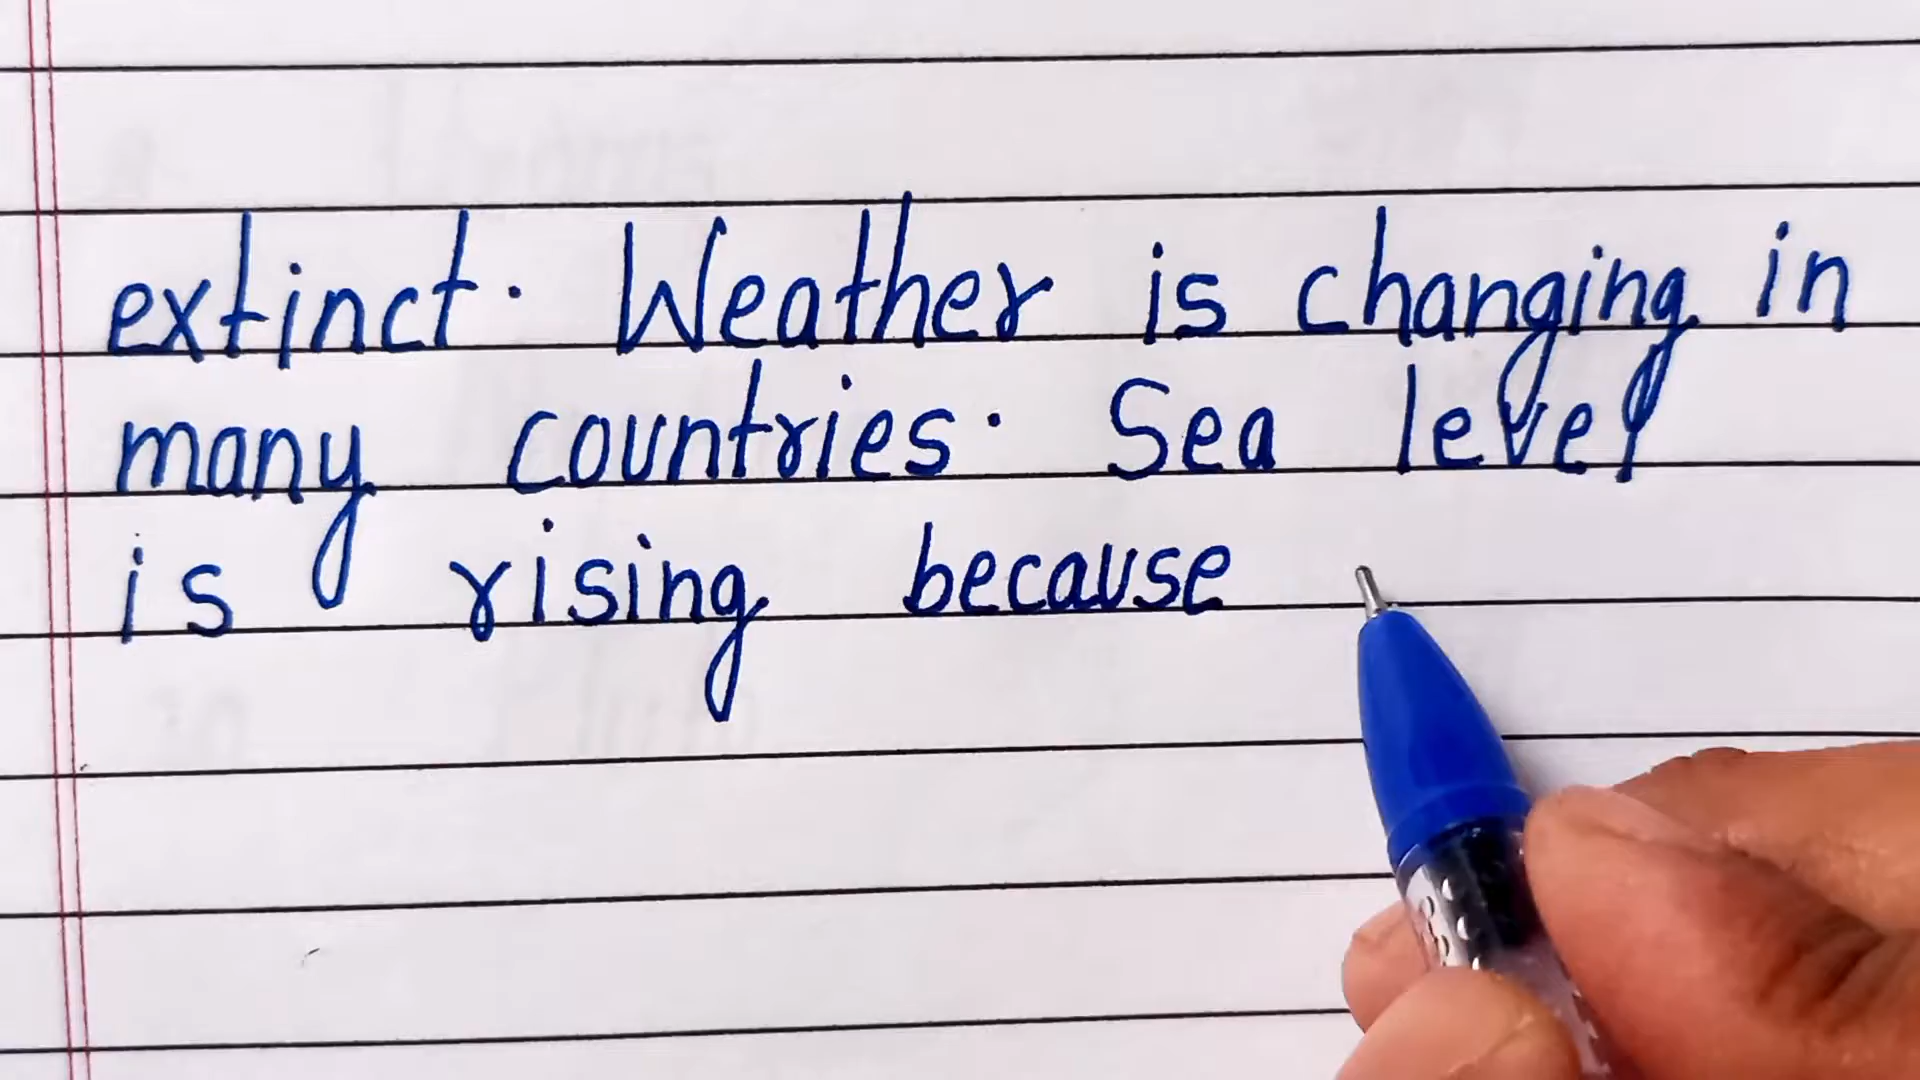 extinct. Weather is changing in
many countries. Sea level
is rising because